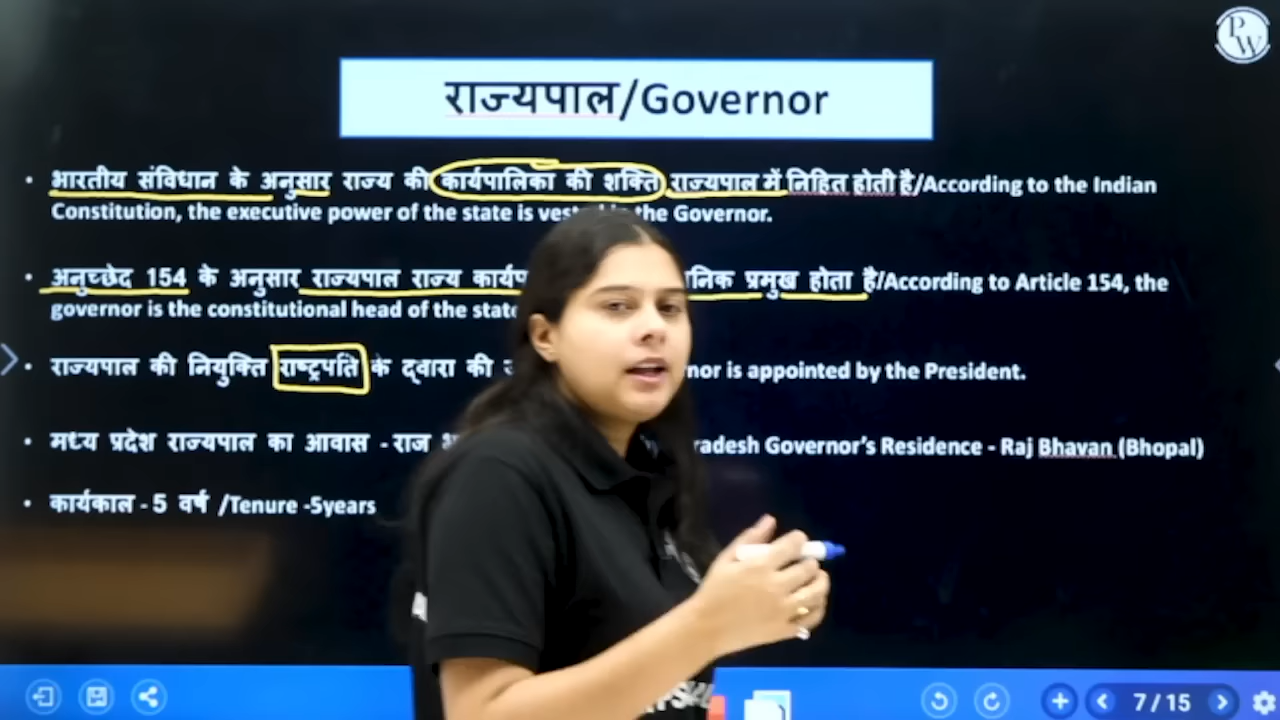 PW
राज्यपाल/Governor
• भारतीय संविधान के अनुसार राज्य की कार्यपालिका की शक्ति राज्यपाल में निहित होती है/According to the Indian
Constitution, the executive power of the state is the Governor.
• अनुच्छेद 154 के अनुसार राज्यपाल राज्य प्रमुख होता है/According to Article 154, the
governor is the constitutional head of the
• राज्यपाल की नियुक्ति राष्ट्रपति के द्वारा की is appointed by the President.
• मध्य प्रदेश राज्यपाल का आवास - राज Governor's Residence - Raj Bhavan (Bhopal)
• कार्यकाल - 5 वर्ष /Tenure -5years
7 / 15